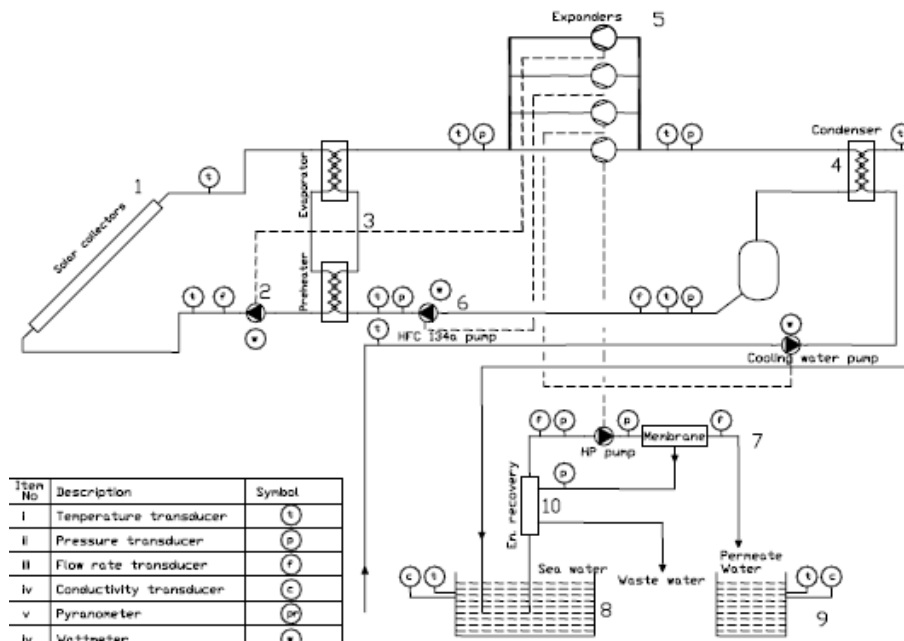 Expanders 5
t p
t p
Condenser
t
4
1
t
Solar collectors
Evaporator
3
Preheater
t f
2
w
t p
w
6
HFC 134a pump
t
f t p
w
Cooling water pump
f p
p
f
Membrane
7
HP pump
p
En. recovery
10
Sea water
Waste water
Permeate
Water
c t
8
t c
9
Item No Description Symbol
i Temperature transducer t
ii Pressure transducer p
iii Flow rate transducer f
iv Conductivity transducer c
v Pyranometer pr
iv Wattmeter w